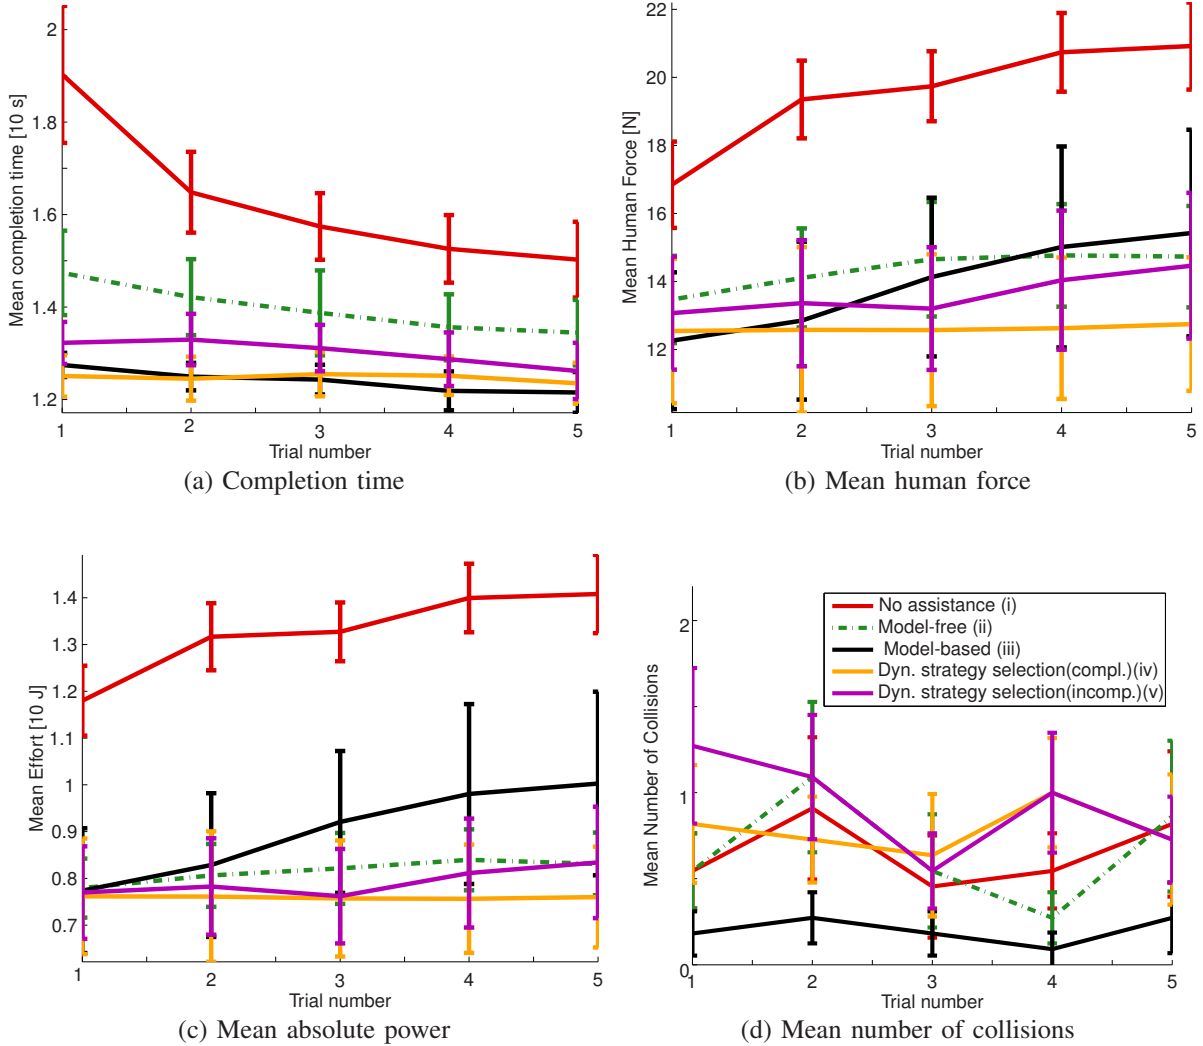 2
1.8
1.6
1.4
1.2
Mean completion time [10 s]
1 2 3 4 5
Trial number
(a) Completion time
22
20
18
16
14
12
Mean Human Force [N]
1 2 3 4 5
Trial number
(b) Mean human force
1.4
1.3
1.2
1.1
1
0.9
0.8
0.7
Mean Effort [10 J]
1 2 3 4 5
Trial number
(c) Mean absolute power
2
1
0
Mean Number of Collisions
No assistance (i)
Model-free (ii)
Model-based (iii)
Dyn. strategy selection(compl.)(iv)
Dyn. strategy selection(incomp.)(v)
1 2 3 4 5
Trial number
(d) Mean number of collisions